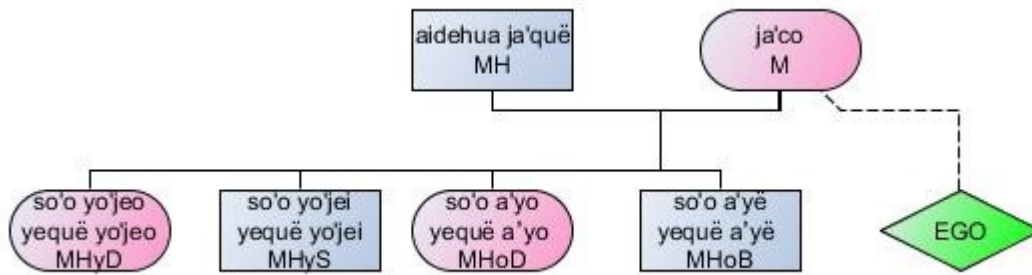 aidehua ja'quë
MH
ja'co
M
so'o yo'jeo
yequë yo'jeo
MHyD
so'o yo'jei
yequë yo'jei
MHyS
so'o a'yo
yequë a’yo
MHoD
so'o a'yë
yequë a’yë
MHoB
EGO